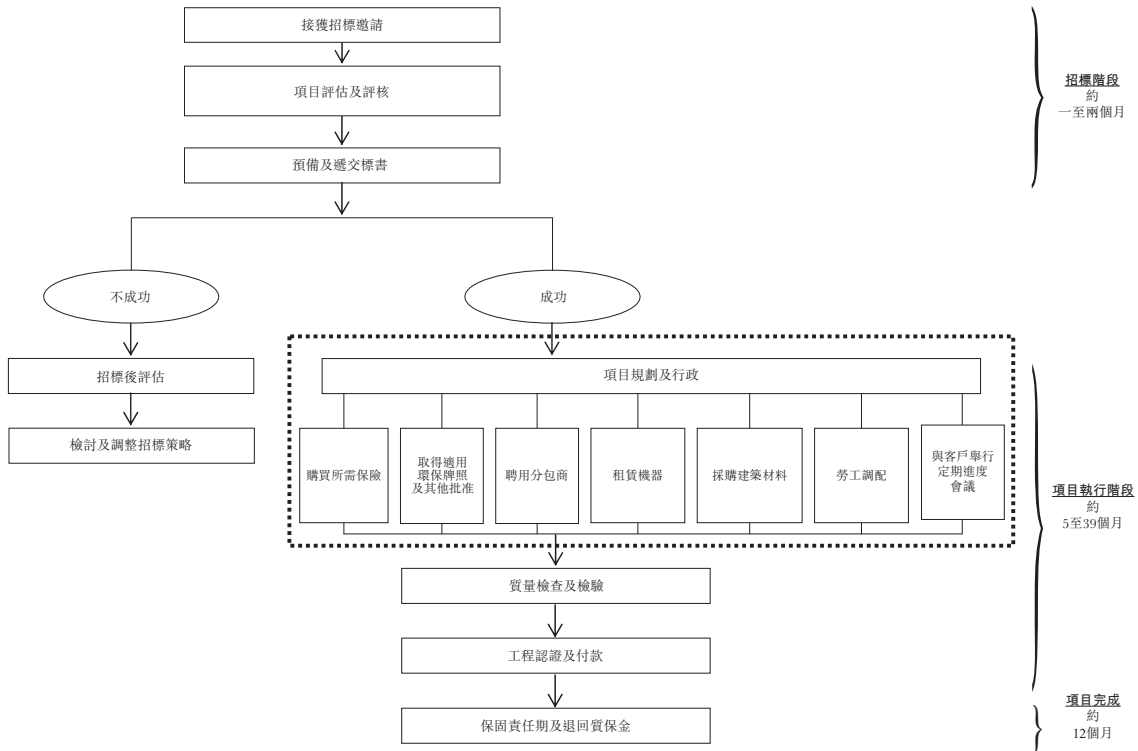 接獲招標邀請
項目評估及評核
預備及遞交標書
招標階段
約
一至兩個月
不成功
成功
招標後評估
檢討及調整招標策略
項目規劃及行政
購買所需保險
取得適用
環保牌照
及其他批准
聘用分包商
租賃機器
採購建築材料
勞工調配
與客戶舉行
定期進度
會議
項目執行階段
約
5至39個月
質量檢查及檢驗
工程認證及付款
保固責任期及退回質保金
項目完成
約
12個月